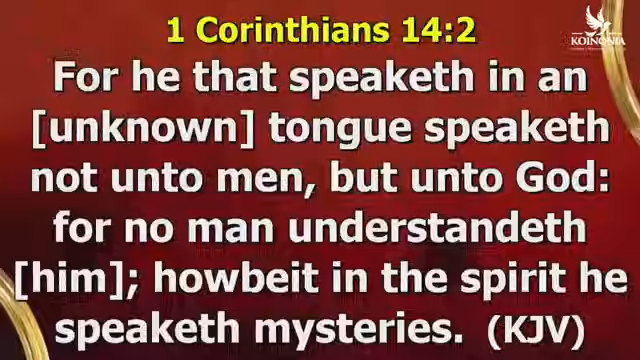 1 Corinthians 14:2
KOINONIA
For he that speaketh in an
[unknown] tongue speaketh
not unto men, but unto God:
for no man understandeth
[him]; howbeit in the spirit he
speaketh mysteries. (KJV)